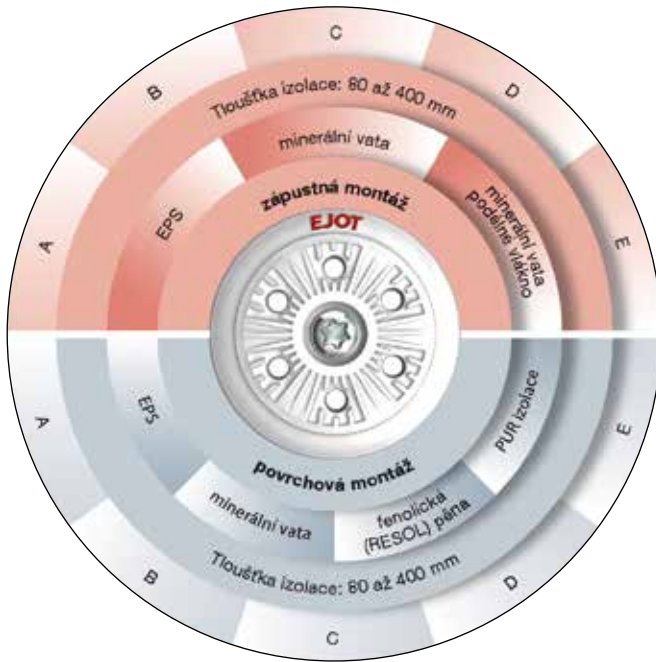 A
B
C
D
E
Tloušťka izolace: 80 až 400 mm
EPS
minerální vata
minerální vata
podélne vlákno
zápustná montáž
EJOT
povrchová montáž
EPS
minerální vata
fenolická
(RESOL) pěna
PUR izolace
Tloušťka izolace: 80 až 400 mm
A
B
C
D
E